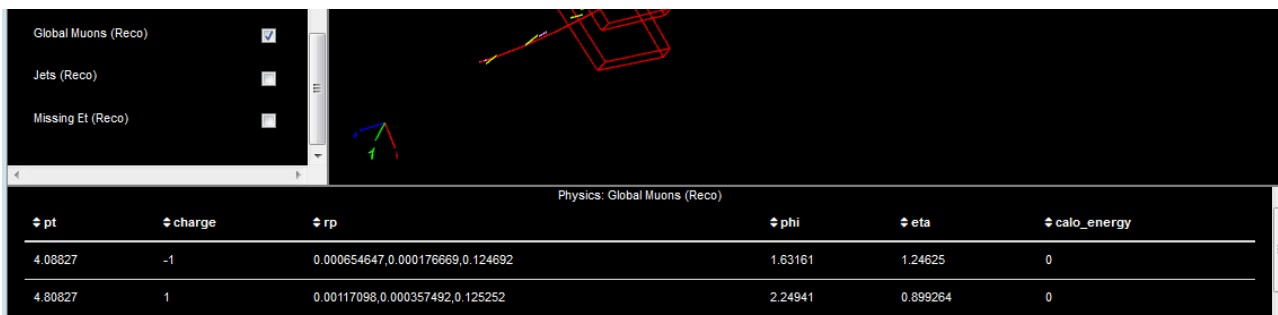 Global Muons (Reco)
Jets (Reco)
Missing Et (Reco)
Physics: Global Muons (Reco)
pt charge rp phi eta calo_energy
4.08827 -1 0.000654647,0.000176669,0.124692 1.63161 1.24625 0
4.80827 1 0.00117098,0.000357492,0.125252 2.24941 0.899264 0